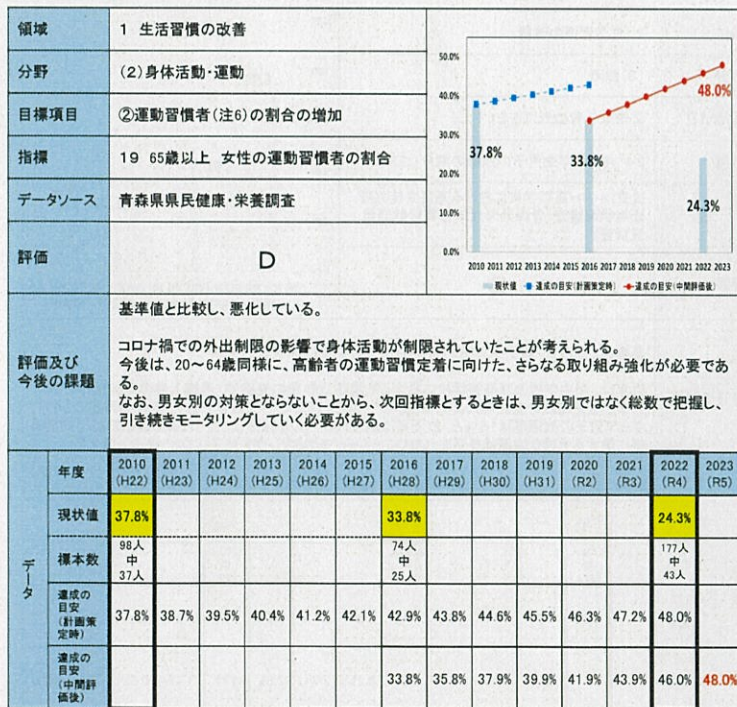 領域
1 生活習慣の改善
分野
(2)身体活動・運動
目標項目
②運動習慣者(注6)の割合の増加
指標
19 65歳以上 女性の運動習慣者の割合
データソース
青森県県民健康・栄養調査
評価
D
50.0%
40.0%
30.0%
20.0%
10.0%
0.0%
37.8%
33.8%
48.0%
24.3%
2010 2011 2012 2013 2014 2015 2016 2017 2018 2019 2020 2021 2022 2023
現状値 達成の目安(計画策定時) 達成の目安(中間評価後)
評価及び
今後の課題
基準値と比較し、悪化している。
コロナ禍での外出制限の影響で身体活動が制限されていたことが考えられる。
今後は、20～64歳同様に、高齢者の運動習慣定着に向けた、さらなる取り組み強化が必要であ
る。
なお、男女別の対策とならないことから、次回指標とするときは、男女別ではなく総数で把握し、
引き続きモニタリングしていく必要がある。
データ
年度 2010 2011 2012 2013 2014 2015 2016 2017 2018 2019 2020 2021 2022 2023
(H22) (H23) (H24) (H25) (H26) (H27) (H28) (H29) (H30) (H31) (R2) (R3) (R4) (R5)
現状値 37.8% 33.8% 24.3%
標本数
98人 74人 177人
中 中 中
37人 25人 43人
達成の
目安
(計画策
定時)
37.8% 38.7% 39.5% 40.4% 41.2% 42.1% 42.9% 43.8% 44.6% 45.5% 46.3% 47.2% 48.0%
達成の
目安
(中間評
価後)
33.8% 35.8% 37.9% 39.9% 41.9% 43.9% 46.0% 48.0%